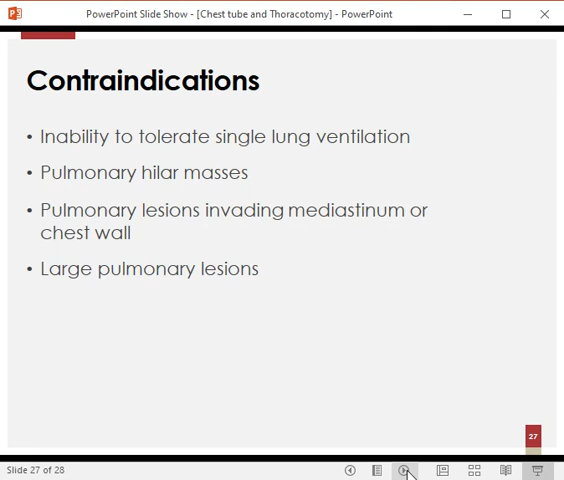 PowerPoint Slide Show - [Chest tube and Thoracotomy] - PowerPoint
Contraindications
• Inability to tolerate single lung ventilation
• Pulmonary hilar masses
• Pulmonary lesions invading mediastinum or
chest wall
• Large pulmonary lesions
27
Slide 27 of 28